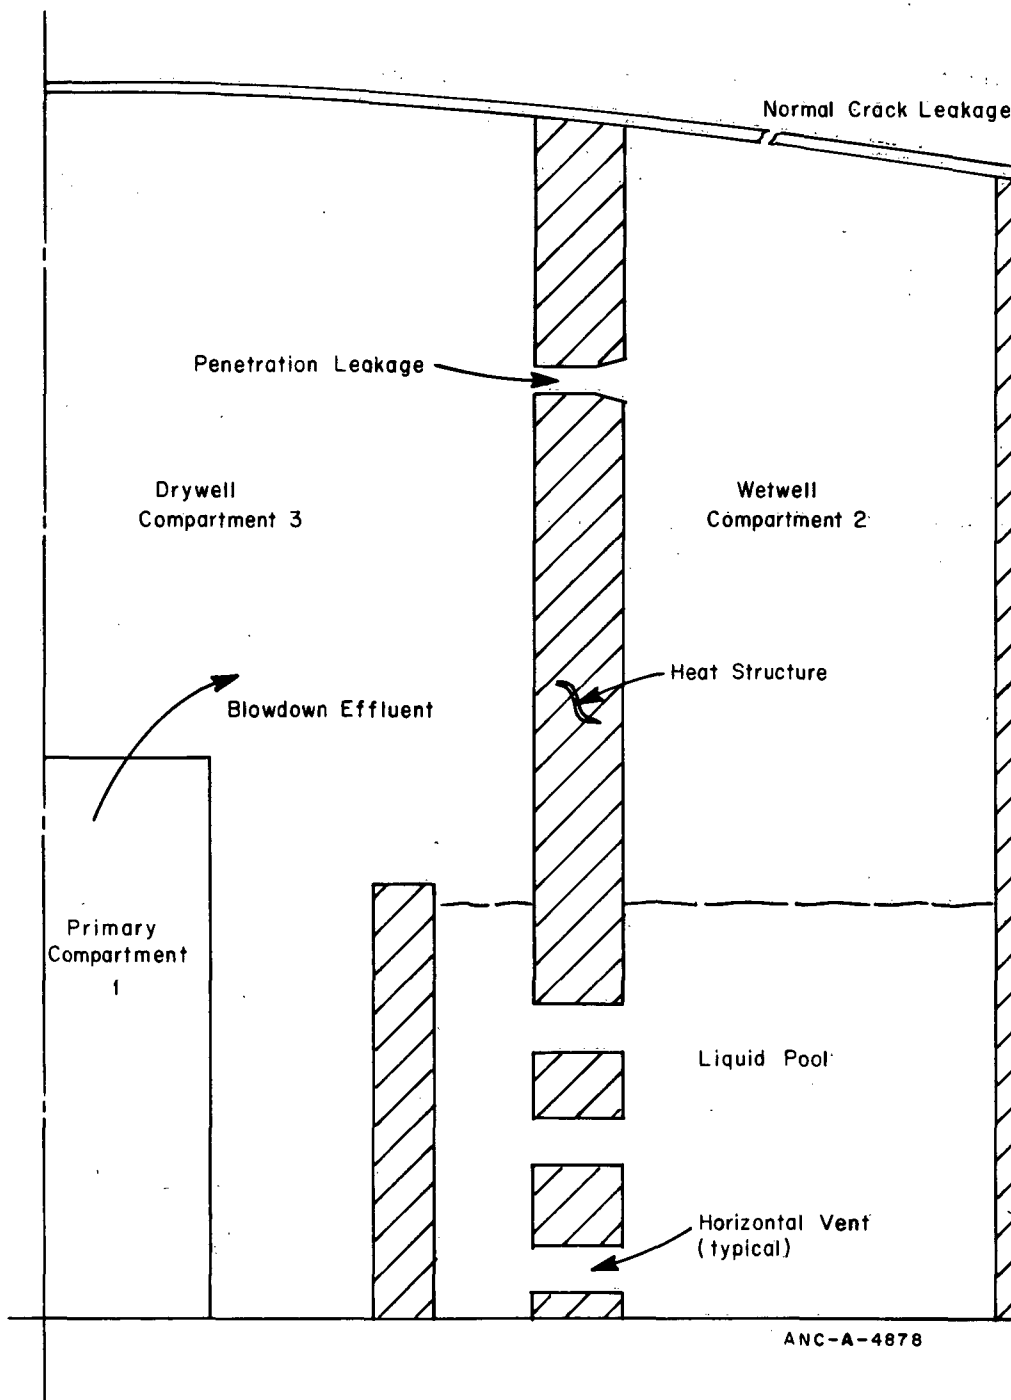 Normal Crack Leakage
Penetration Leakage
Drywell
Compartment 3
Wetwell
Compartment 2
Heat Structure
Blowdown Effluent
Primary
Compartment
1
Liquid Pool
Horizontal Vent
(typical)
ANC-A-4878